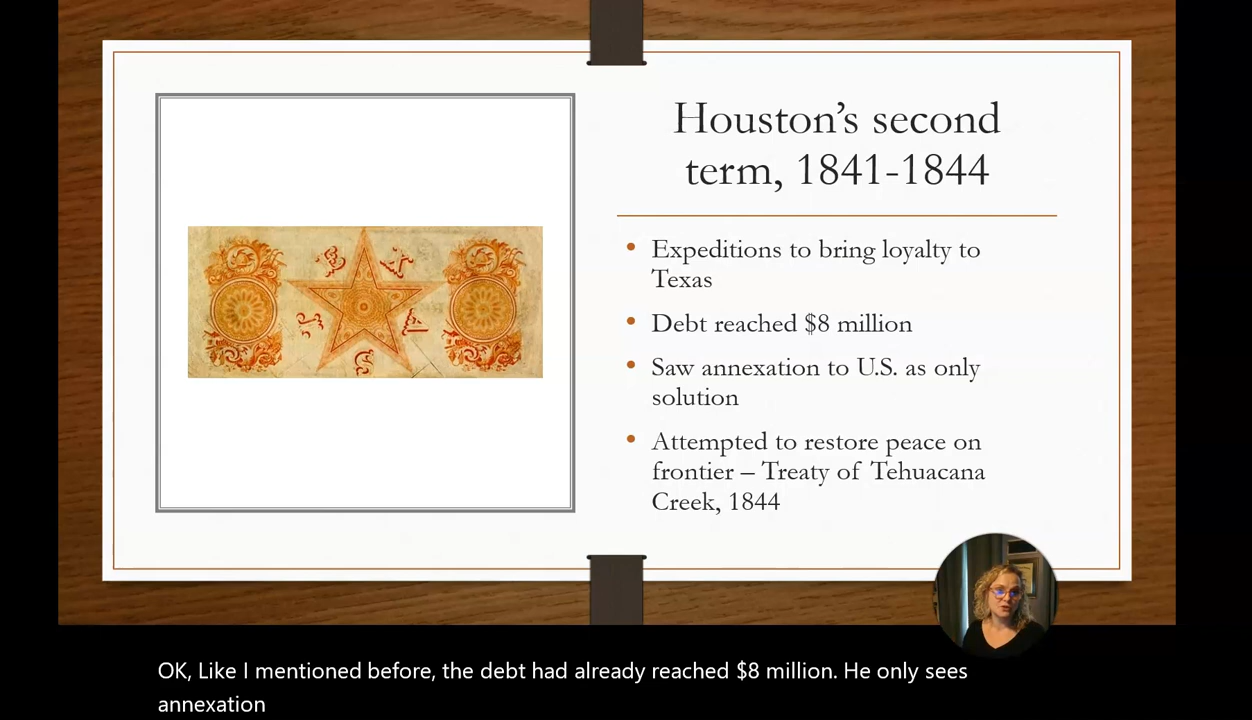 Houston's second
term, 1841-1844
• Expeditions to bring loyalty to
Texas
• Debt reached $8 million
• Saw annexation to U.S. as only
solution
• Attempted to restore peace on
frontier – Treaty of Tehuacana
Creek, 1844
OK, Like I mentioned before, the debt had already reached $8 million. He only sees
annexation